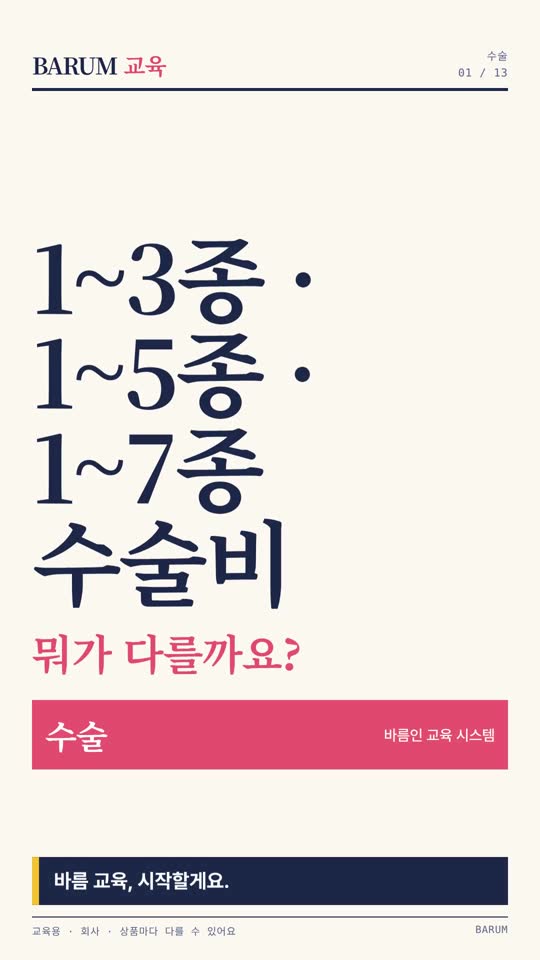 BARUM 교육
수술
01 / 13
1~3종 ·
1~5종 ·
1~7종
수술비
뭐가 다를까요?
수술
바름인 교육 시스템
바름 교육, 시작할게요.
교육용 · 회사 · 상품마다 다를 수 있어요
BARUM